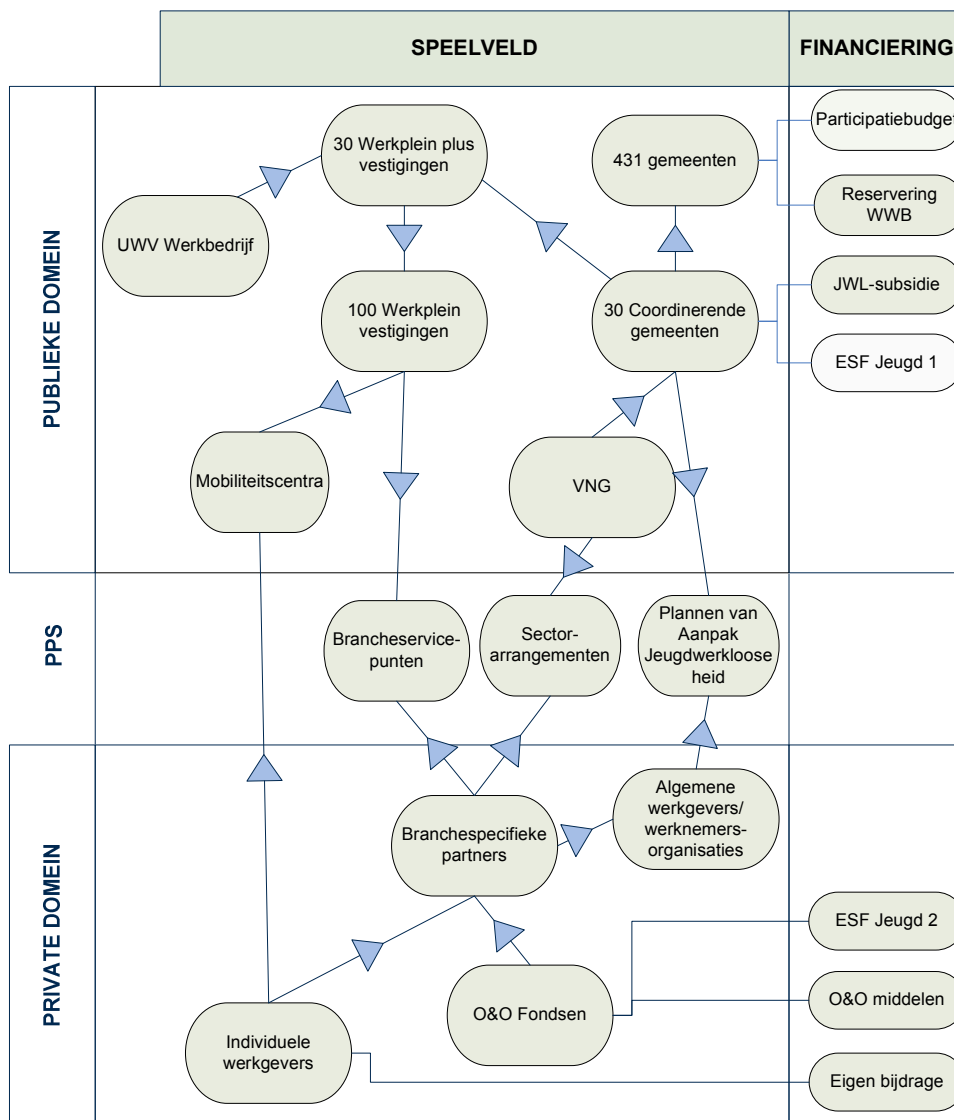 SPEELVELD
FINANCIERING
PUBLIEKE DOMEIN
30 Werkplein plus
vestigingen
431 gemeenten
Participatiebudget
Reservering
WWB
UWV Werkbedrijf
100 Werkplein
vestigingen
30 Coordinerende
gemeenten
JWL-subsidie
ESF Jeugd 1
Mobiliteitscentra
VNG
PPS
Brancheservice-
punten
Sector-
arrangementen
Plannen van
Aanpak
Jeugdwerkloose
heid
PRIVATE DOMEIN
Branchespecifieke
partners
Algemene
werkgevers/
werknemers-
organisaties
ESF Jeugd 2
O&O Fondsen
O&O middelen
Individuele
werkgevers
Eigen bijdrage